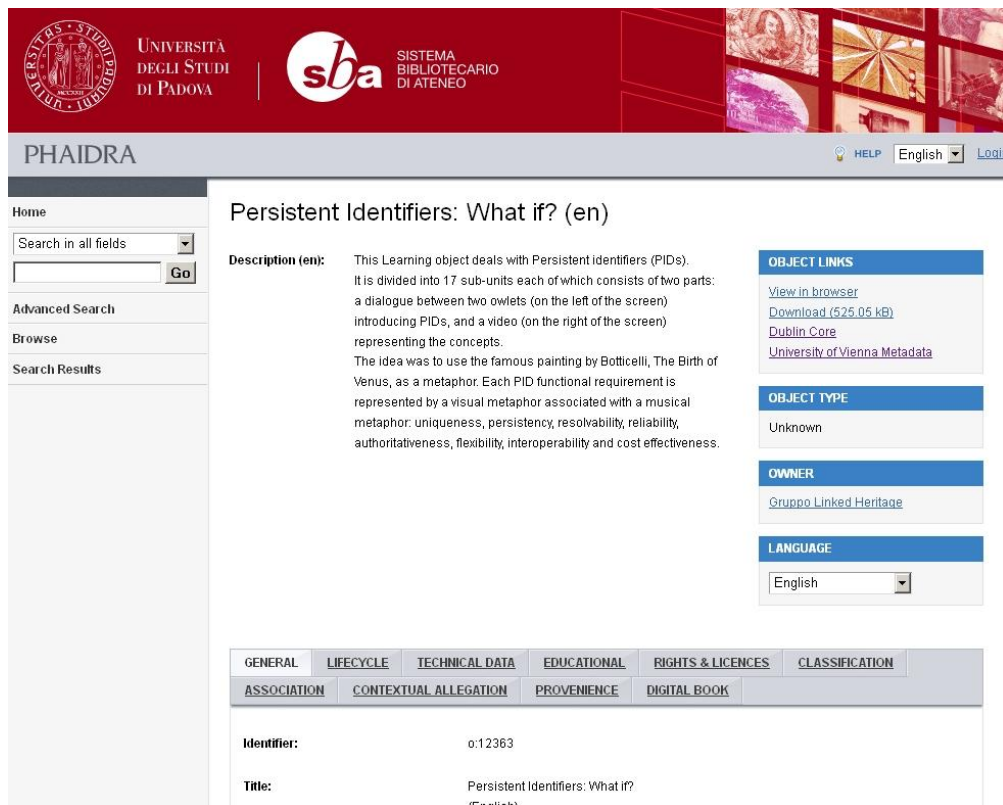 UNIVERSITÀ
DEGLI STUDI
DI PADOVA
sba
SISTEMA
BIBLIOTECARIO
DI ATENEO
PHAIDRA
HELP
English
Logi
Home
Search in all fields
Go
Advanced Search
Browse
Search Results
Persistent Identifiers: What if? (en)
Description (en):
This Learning object deals with Persistent identifiers (PIDs).
It is divided into 17 sub-units each of which consists of two parts:
a dialogue between two owlets (on the left of the screen)
introducing PIDs, and a video (on the right of the screen)
representing the concepts.
The idea was to use the famous painting by Botticelli, The Birth of
Venus, as a metaphor. Each PID functional requirement is
represented by a visual metaphor associated with a musical
metaphor: uniqueness, persistency, resolvability, reliability,
authoritativeness, flexibility, interoperability and cost effectiveness.
OBJECT LINKS
View in browser
Download (525.05 kB)
Dublin Core
University of Vienna Metadata
OBJECT TYPE
Unknown
OWNER
Gruppo Linked Heritage
LANGUAGE
English
GENERAL LIFECYCLE TECHNICAL DATA EDUCATIONAL RIGHTS & LICENCES CLASSIFICATION
ASSOCIATION CONTEXTUAL ALLEGATION PROVENIENCE DIGITAL BOOK
Identifier: o:12363
Title: Persistent Identifiers: What if?
(English)